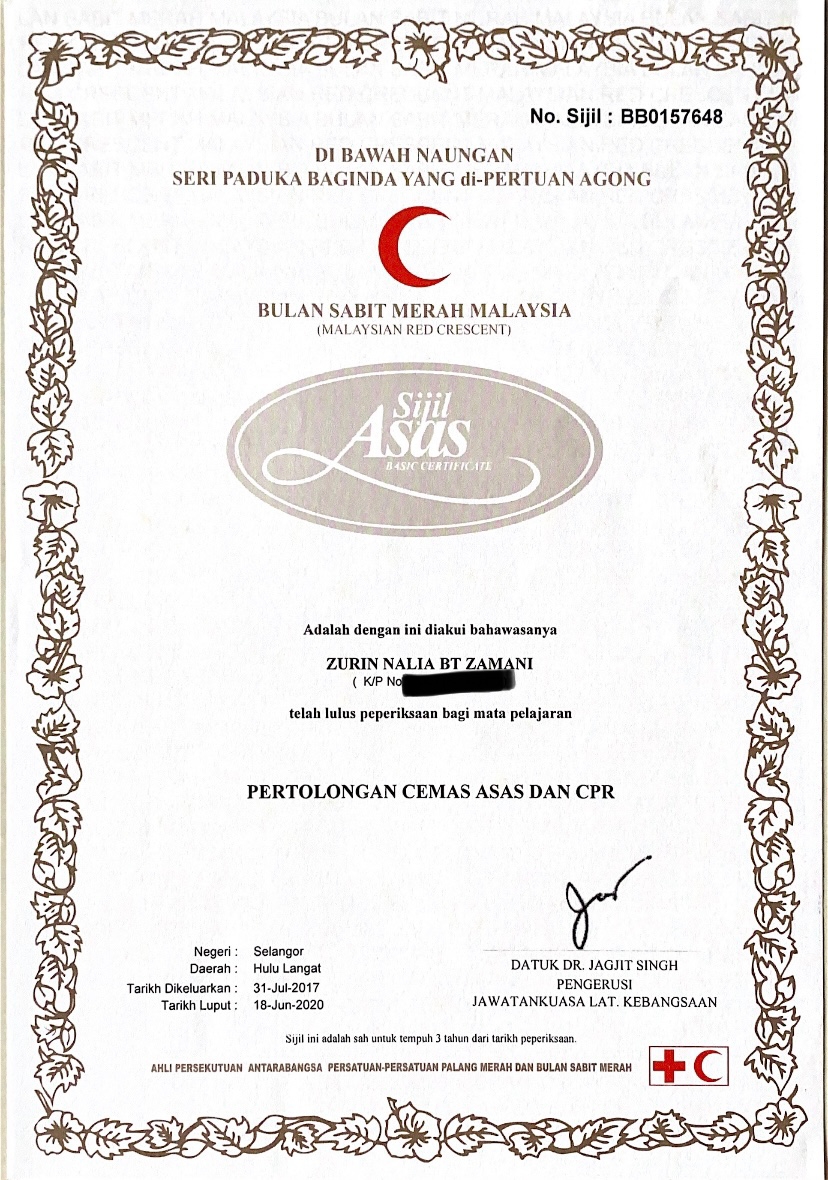 No. Sijil : BB0157648
DI BAWAH NAUNGAN
SERI PADUKA BAGINDA YANG di-PERTUAN AGONG
BULAN SABIT MERAH MALAYSIA
(MALAYSIAN RED CRESCENT)
Sijil
Asas
BASIC CERTIFICATE
Adalah dengan ini diakui bahawasanya
ZURIN NALIA BT ZAMANI
( K/P No
telah lulus peperiksaan bagi mata pelajaran
PERTOLONGAN CEMAS ASAS DAN CPR
Negeri : Selangor
Daerah : Hulu Langat
Tarikh Dikeluarkan : 31-Jul-2017
Tarikh Luput : 18-Jun-2020
DATUK DR. JAGJIT SINGH
PENGERUSI
JAWATANKUASA LAT. KEBANGSAAN
Sijil ini adalah sah untuk tempuh 3 tahun dari tarikh peperiksaan.
AHLI PERSEKUTUAN ANTARABANGSA PERSATUAN-PERSATUAN PALANG MERAH DAN BULAN SABIT MERAH